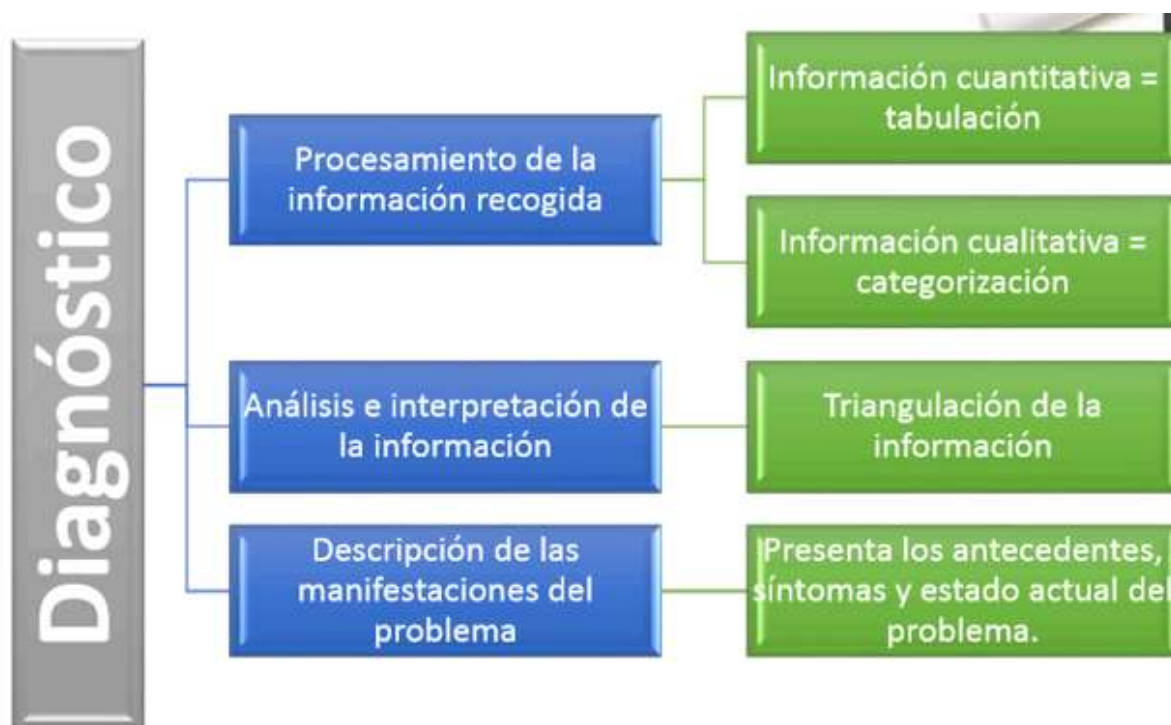 Diagnóstico
Procesamiento de la
información recogida
Información cuantitativa =
tabulación
Información cualitativa =
categorización
Análisis e interpretación de
la información
Triangulación de la
información
Descripción de las
manifestaciones del
problema
Presenta los antecedentes,
síntomas y estado actual del
problema.